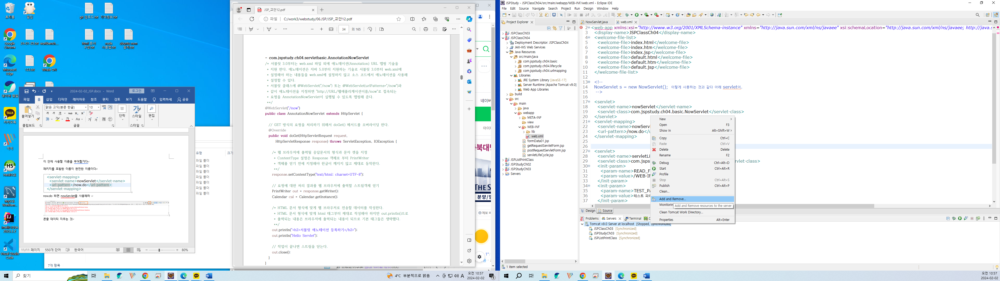 휴지통
알집
git 업로드.txt
기억정보.txt
Google Chrome
24-01-25.txt
workbench....
html 문서 구성.txt
node 사용법.txt
ubuntu nvm 설치.txt
Microsoft Edge
123.txt
Whale ON
네이버 웨일
카카오톡
픽픽
HeidiSQL
MySQL Workben...
IntelliJ IDEA 2023.3.2
Visual Studio Code
2024-02-02_JSP.docx - Word
로그인
파일 홈 삽입 디자인 레이아웃 참조 편지 검토 보기 도움말 입력하세 공유
붙여넣기
맑은 고딕(본문 한글) 10
단락
스타일
편집
클립보드
글꼴
스타일
이 안에 사용할 이름을 부여할거다
패키지를 포함한 이름이 완전한 이름이다
<servlet-mapping>
<servlet-name>nowServlet</servlet-name>
<url-pattern>/now.do</url-pattern>
</servlet-mapping>
now.do 하면 nowServlet를 사용해라
콘솔 데이터 지우는 것
11/11 페이지 550개 단어 한국어 80%
유형 크기
파일 폴더
파일 폴더
파일 폴더
파일 폴더
파일 폴더
파일 폴더
파일 폴더
7개 항목
JSP_교안12.pdf
파일 C:/work3/webstudy/06.JSP/JSP_교안12.pdf
34 의 165
- com.jspstudy.ch04.servletbasic.AnnotationNowServlet
/* 서블릿 3.0부터는 web.xml 파일 외에 애노테이션(Annotation) URL 맵핑 기술을
* 지원 한다. 애노테이션은 자바 5.0부터 지원하는 기술로 서블릿 3.0부터 web.xml에
* 설정해야 하는 내용들을 web.xml에 설정하지 않고 소스 코드에서 애노테이션을 사용해
* 설정할 수 있다.
* 서블릿 클래스에 @WebServlet("/now") 또는 @WebServlet(urlPatterns="/now")과
* 같이 애노테이션을 지정하면 "http://URL/웹애플리케이션이름/now"로 접속되는
* 요청을 AnnotationNowServlet이 실행될 수 있도록 맵핑해 준다.
**/
@WebServlet("/now")
public class AnnotationNowServlet extends HttpServlet {
// GET 방식의 요청을 처리하기 위해서 doGet() 메서드를 오버라이딩 한다.
@Override
public void doGet(HttpServletRequest request,
HttpServletResponse response) throws ServletException, IOException {
/* 웹 브라우저에 출력될 응답문서의 형식과 문자 셋을 지정
* ContentType 설정은 Response 객체로 부터 PrintWriter
* 객체를 얻기 전에 지정해야 한글이 깨지지 않고 제대로 동작한다.
**/
response.setContentType("text/html; charset=UTF-8");
// 요청에 대한 처리 결과를 웹 브라우저에 출력할 스트림객체 얻기
PrintWriter out = response.getWriter();
Calendar cal = Calendar.getInstance();
/* HTML 문서 형식에 맞게 웹 브라우저로 전송할 데이터를 작성한다.
* HTML 문서 형식에 맞게 html 태그부터 제대로 작성해야 하지만 out.println()으로
* 출력되는 내용은 브라우저에 출력되는 내용이 되므로 기본 태그들은 생략했다.
**/
out.println("<h2>서블릿 애노테이션 등록하기</h2>");
out.println("Hello Servlet");
// 작업이 끝나면 스트림을 닫는다.
out.close();
}
}
네이버
아이디
THE S
분양/임
예보 비
찾기
4°C 부분적으로 맑음
A
오전 10:57
2024-02-02
JSPStudy - JSPClassCh04/src/main/webapp/WEB-INF/web.xml - Eclipse IDE
File Edit Source Navigate Search Project Run Design Window Help
Project Explorer
JSPClassCh03
JSPClassCh04
Deployment Descriptor: JSPClassCh04
JAX-WS Web Services
Java Resources
src/main/java
com.jspstudy.ch04.basic
com.jspstudy.ch04.lifecycle
com.jspstudy.ch04.urlmapping
Libraries
JRE System Library [JavaSE-17]
Server Runtime [Apache Tomcat v9.0]
Web App Libraries
build
src
main
java
webapp
META-INF
view
WEB-INF
lib
web.xml
formData01.jsp
getRequestServletForm.jsp
postRequestServletForm.jsp
servletLifeCycle.jsp
JSPListPrintClass
JSPStudyCh02
JSPStudyCh03
Servers
NowServlet.java web.xml
2 <web-app xmlns:xsi="http://www.w3.org/2001/XMLSchema-instance" xmlns="http://java.sun.com/xml/ns/javaee" xsi:schemaLocation="http://java.sun.com/xml/ns/javaee; http://java.s
3 <display-name>JSPClassCh04</display-name>
4 <welcome-file-list>
5 <welcome-file>index.html</welcome-file>
6 <welcome-file>index.htm</welcome-file>
7 <welcome-file>index.jsp</welcome-file>
8 <welcome-file>default.html</welcome-file>
9 <welcome-file>default.htm</welcome-file>
10 <welcome-file>default.jsp</welcome-file>
11 </welcome-file-list>
12
13 <!--
14 NowServlet s = new NowServlet(); 이렇게 사용하는 것과 같다 아래 servlet이.
15 -->
16
17 <servlet>
18 <servlet-name>nowServlet</servlet-name>
19 <servlet-class>com.jspstudy.ch04.basic.NowServlet</servlet-class>
20 </servlet>
21 <servlet-mapping>
22 <servlet-name>nowServl
23 <url-pattern>/now.do</u
24 </servlet-mapping>
25
26
27 <servlet>
28 <servlet-name>servletLi
29 <servlet-class>com.jsps rvlet-class>
30 <init-param>
31 <param-name>READ_F
32 <param-value>/WEB-IN
33 </init-param>
34 <init-param>
35 <param-name>TEST_PA
36 <param-value>테스트 파라
37 </init-param>
New
Open F3
Show In Alt+Shift+W
Copy Ctrl+C
Paste Ctrl+V
Delete Delete
Rename F2
Debug Ctrl+Alt+D
Start Ctrl+Alt+R
Profile
Stop Ctrl+Alt+S
Publish Ctrl+Alt+P
Clean...
Add and Remove...
Monitorin
Add and Remove resources to the server
Clean Tomcat Work Directory...
Properties Alt+Enter
Design Source
Problems Servers Terminal
Tomcat v9.0 Server at localhost [Stopped, Synchronized]
JSPClassCh03 [Synchronized]
JSPStudyCh03 [Synchronized]
JSPListPrintClass [Synchronized]
1 item selected
오전 10:57
2024-02-02